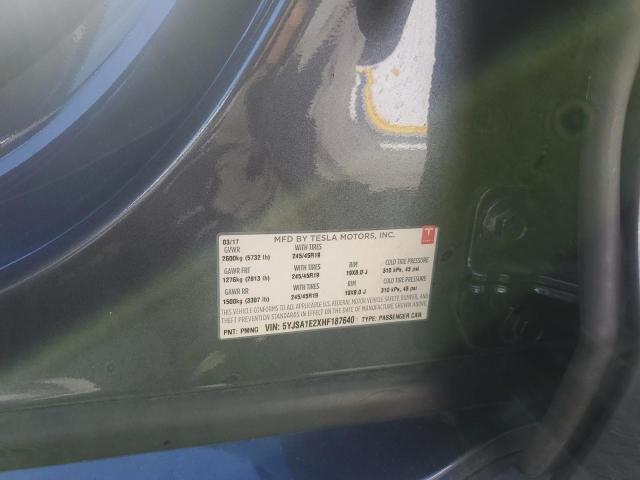 03/17 MFD BY TESLA MOTORS, INC.
GVWR WITH TIRES
2600kg (5732 lb) 245/45R19
GAWR FRT WITH TIRES RIM COLD TIRE PRESSURE
1276kg (2813 lb) 245/45R19 19X8.0 J 310 kPa, 45 psi
GAWR RR WITH TIRES RIM COLD TIRE PRESSURE
1500kg (3307 lb) 245/45R19 19X8.0 J 310 kPa, 45 psi
THIS VEHICLE CONFORMS TO ALL APPLICABLE U.S. FEDERAL MOTOR VEHICLE SAFETY, BUMPER, AND THEFT PREVENTION
STANDARDS IN EFFECT ON THE DATE OF MANUFACTURE SHOWN ABOVE.
PNT: PMNG VIN: 5YJSA1E2XHF187640 TYPE: PASSENGER CAR